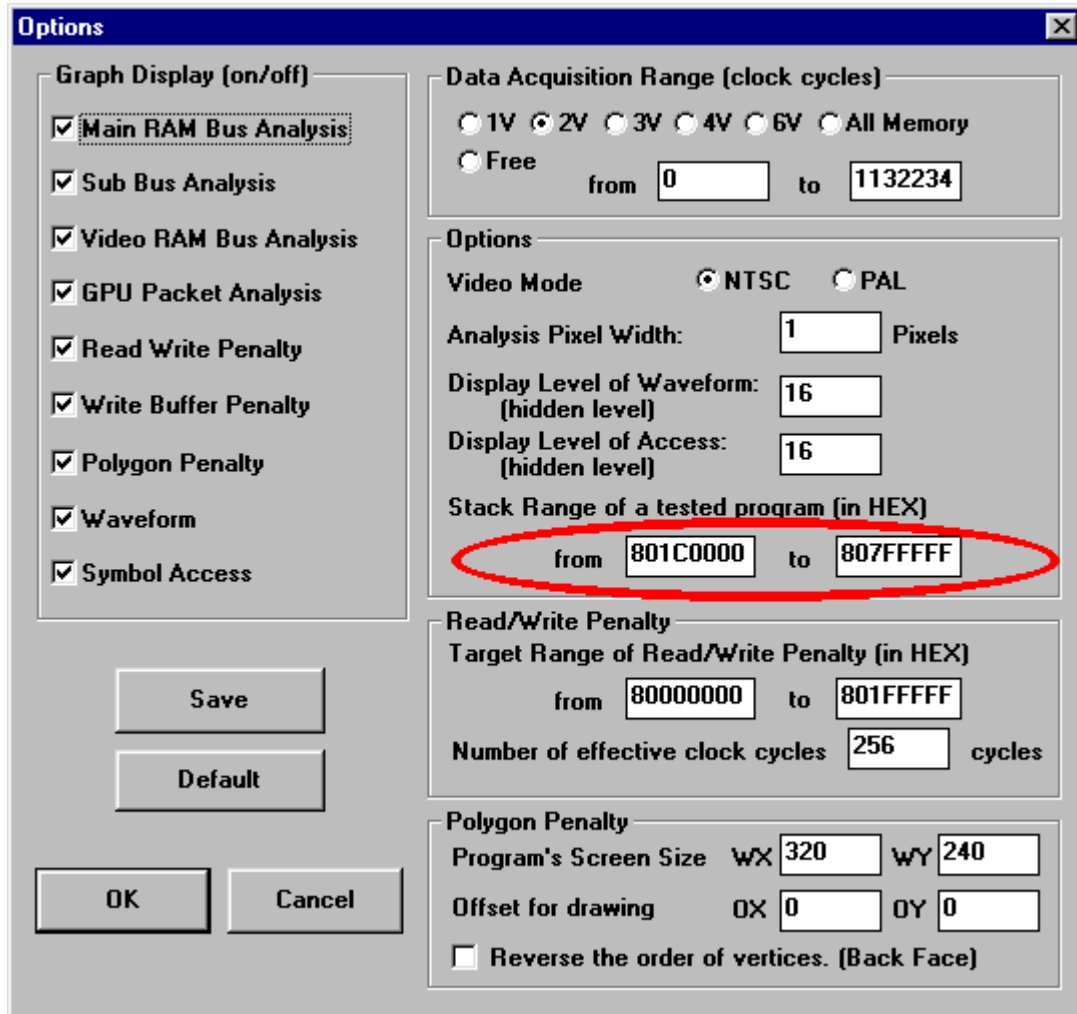 Options
Graph Display (on/off)
Main RAM Bus Analysis
Sub Bus Analysis
Video RAM Bus Analysis
GPU Packet Analysis
Read Write Penalty
Write Buffer Penalty
Polygon Penalty
Waveform
Symbol Access
Save
Default
OK Cancel
Data Acquisition Range (clock cycles)
1V 2V 3V 4V 6V All Memory
Free
from 0 to 1132234
Options
Video Mode NTSC PAL
Analysis Pixel Width: 1 Pixels
Display Level of Waveform: 16
(hidden level)
Display Level of Access: 16
(hidden level)
Stack Range of a tested program (in HEX)
from 801C0000 to 807FFFFF
Read/Write Penalty
Target Range of Read/Write Penalty (in HEX)
from 80000000 to 801FFFFF
Number of effective clock cycles 256 cycles
Polygon Penalty
Program's Screen Size WX 320 WY 240
Offset for drawing OX 0 OY 0
Reverse the order of vertices. (Back Face)